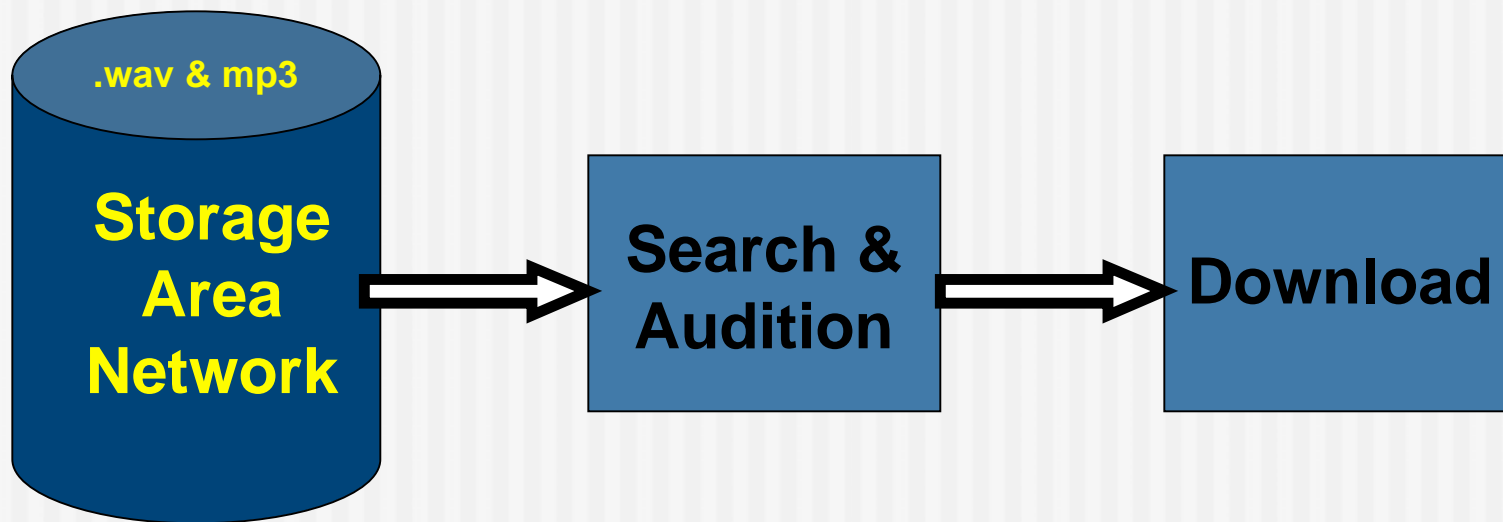 .wav & mp3
Storage
Area
Network
Search &
Audition
Download